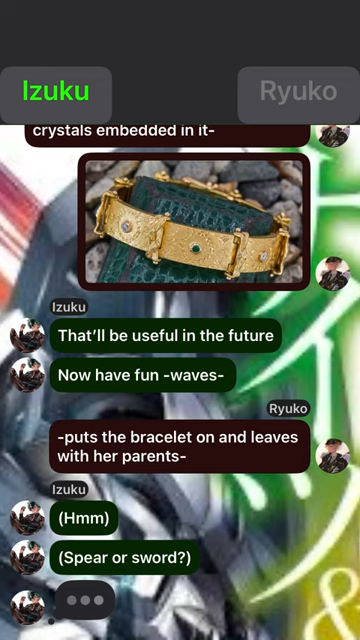 Izuku
Ryuko
crystals embedded in it-
Izuku
That’ll be useful in the future
Now have fun -waves-
Ryuko
-puts the bracelet on and leaves
with her parents-
Izuku
(Hmm)
(Spear or sword?)